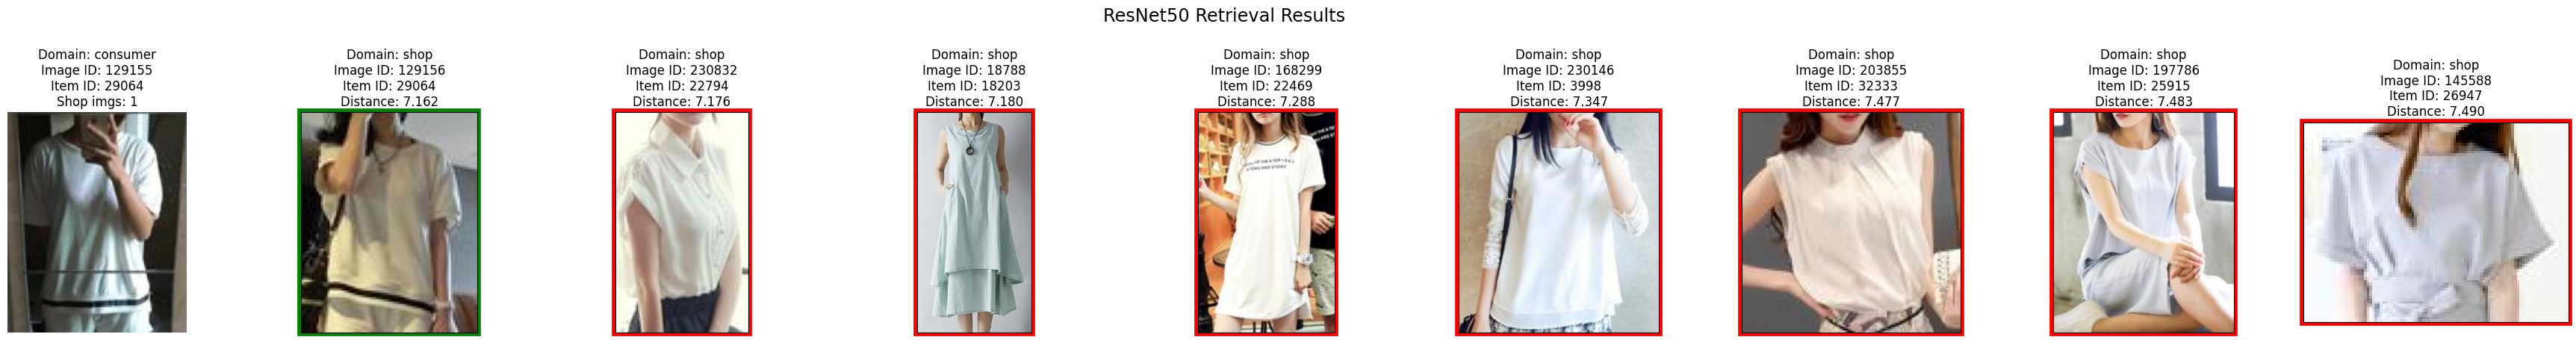 ResNet50 Retrieval Results
Domain: consumer
Image ID: 129155
Item ID: 29064
Shop imgs: 1
Domain: shop
Image ID: 129156
Item ID: 29064
Distance: 7.162
Domain: shop
Image ID: 230832
Item ID: 22794
Distance: 7.176
Domain: shop
Image ID: 18788
Item ID: 18203
Distance: 7.180
Domain: shop
Image ID: 168299
Item ID: 22469
Distance: 7.288
Domain: shop
Image ID: 230146
Item ID: 3998
Distance: 7.347
Domain: shop
Image ID: 203855
Item ID: 32333
Distance: 7.477
Domain: shop
Image ID: 197786
Item ID: 25915
Distance: 7.483
Domain: shop
Image ID: 145588
Item ID: 26947
Distance: 7.490